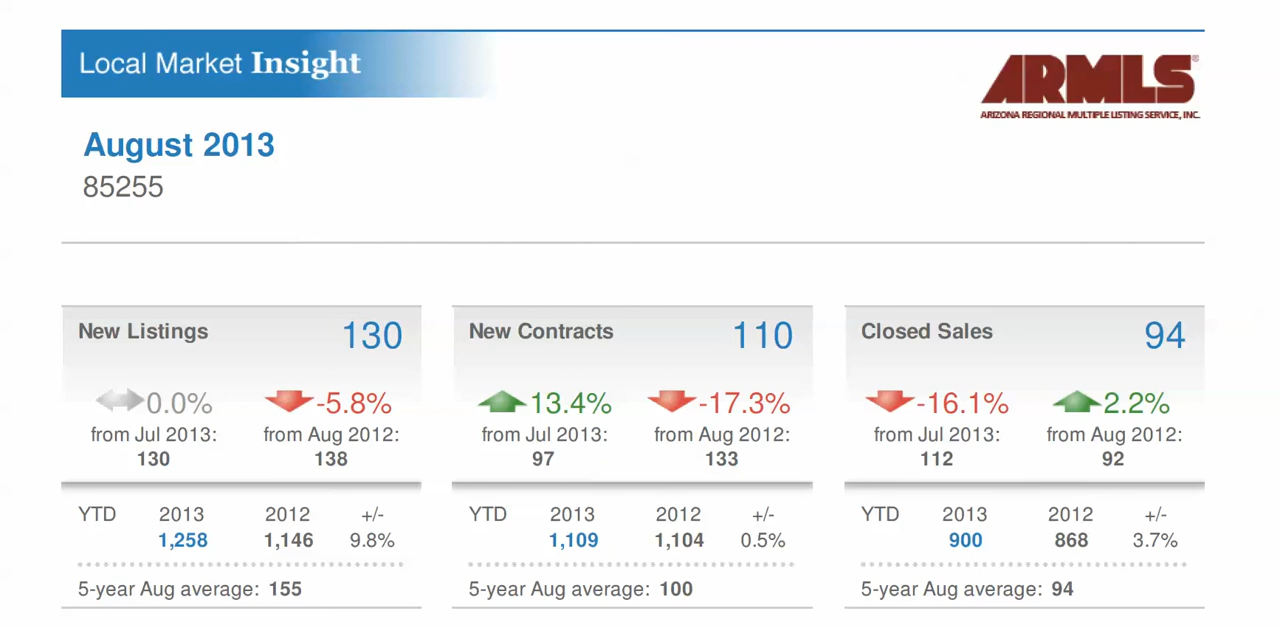 Local Market Insight
ARMLS®
ARIZONA REGIONAL MULTIPLE LISTING SERVICE, INC.
August 2013
85255
New Listings 130
0.0% -5.8%
from Jul 2013: from Aug 2012:
130 138
YTD 2013 2012 +/-
1,258 1,146 9.8%
5-year Aug average: 155
New Contracts 110
13.4% -17.3%
from Jul 2013: from Aug 2012:
97 133
YTD 2013 2012 +/-
1,109 1,104 0.5%
5-year Aug average: 100
Closed Sales 94
-16.1% 2.2%
from Jul 2013: from Aug 2012:
112 92
YTD 2013 2012 +/-
900 868 3.7%
5-year Aug average: 94